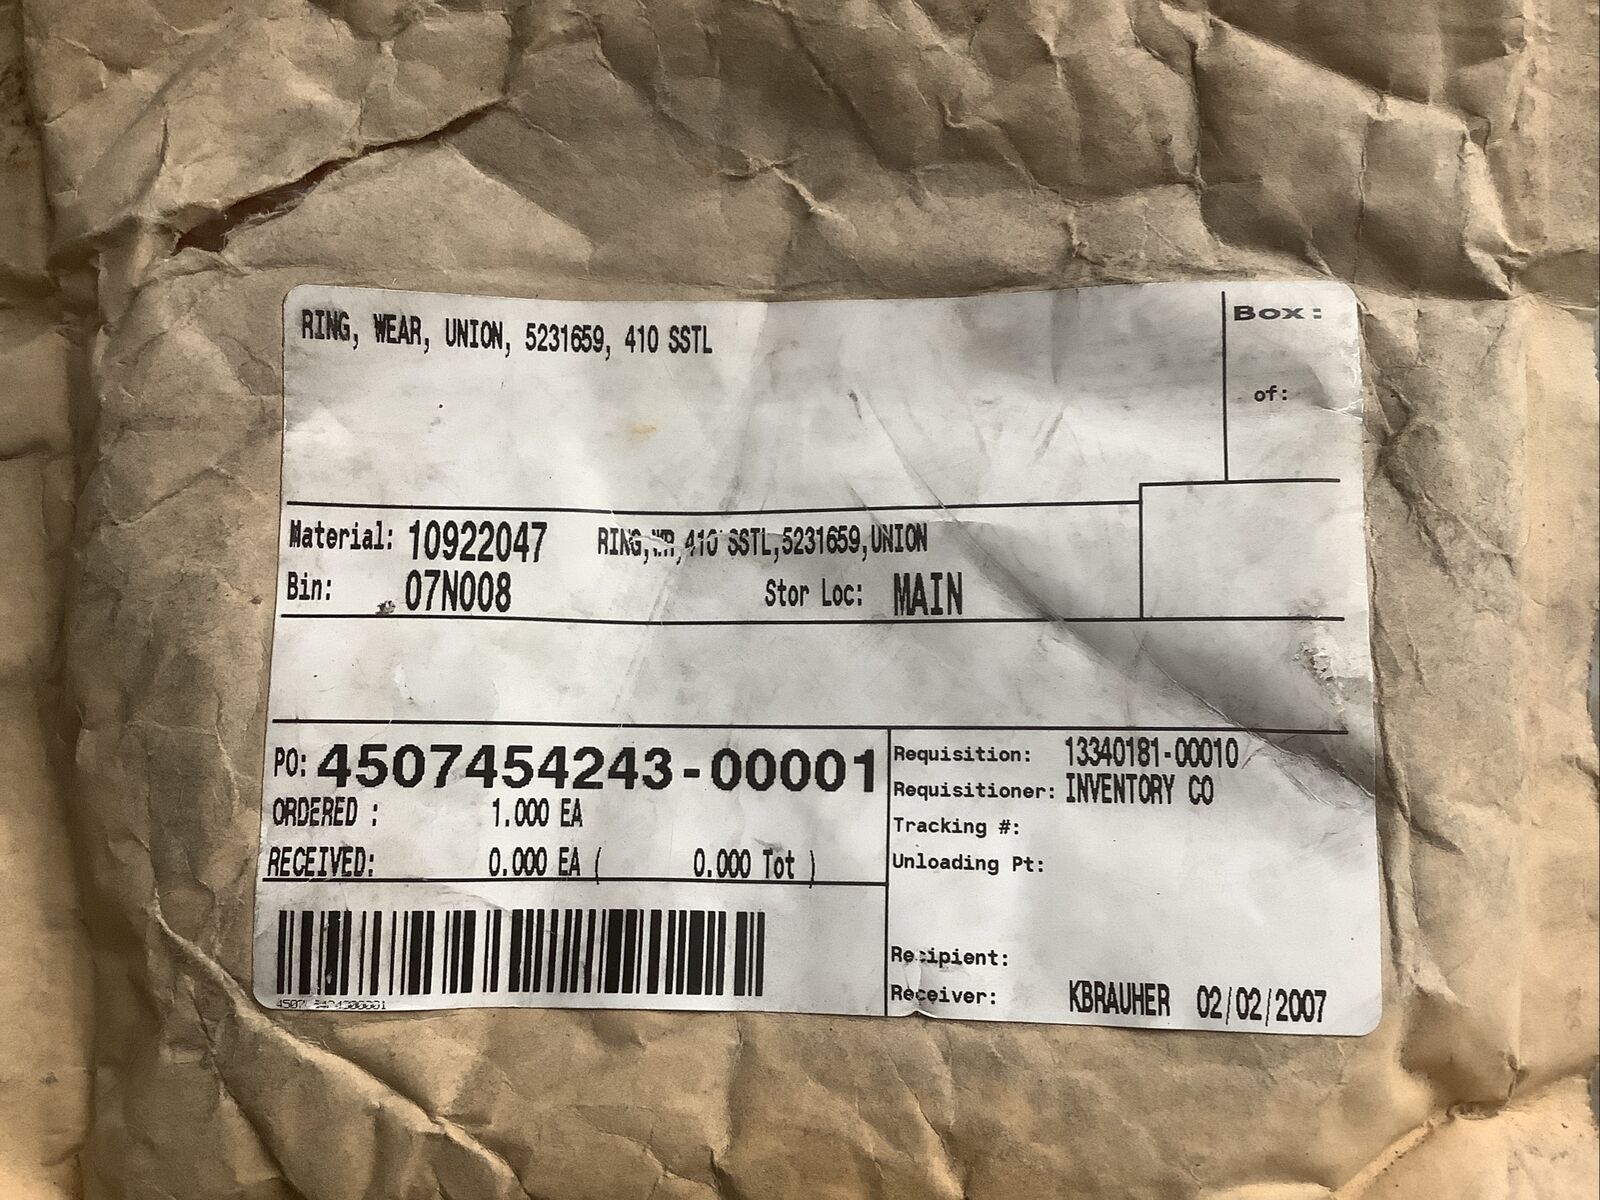 RING, WEAR, UNION, 5231659, 410 SSTL
Box:
of:
Material: 10922047 RING,WR,410 SSTL,5231659,UNION
Bin: 07N008 Stor Loc: MAIN
PO: 4507454243-00001
ORDERED : 1.000 EA
RECEIVED: 0.000 EA ( 0.000 Tot )
Requisition: 13340181-00010
Requisitioner: INVENTORY CO
Tracking #:
Unloading Pt:
Recipient:
Receiver: KBRAUHER 02/02/2007